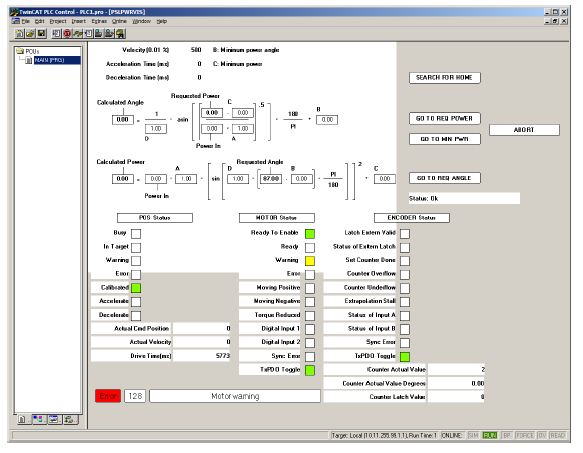 TwinCAT PLC Control - PLC1.pro - [PSLPWRVIS]
File Edit Project Insert Extras Online Window Help
POUs
MAIN (PRG)
Velocity (0.01 %) 500 B: Minimum power angle
Acceleration Time (ms) 0 C: Minimum power
Deceleration Time (ms) 0
SEARCH FOR HOME
Requested Power
Calculated Angle C .5
0.00 = 1 · asin 0.00 - 0.00 · 180 + B 0.00
1.00 0.00 + 1.00 PI
D Power In A
GO TO REQ POWER
GO TO MIN PWR
ABORT
Calculated Power A Requested Angle B 2 C
0.00 = 0.00 · 1.00 · sin D 1.00 · 87.00 - 0.00 · PI + 0.00
Power In 180
GO TO REQ ANGLE
Status: Ok
POS Status MOTOR Status ENCODER Status
Busy Ready To Enable Latch Extern Valid
In Target Ready Status of Extern Latch
Warning Warning Set Counter Done
Error Error Counter Overflow
Calibrated Moving Positive Counter Underflow
Accelerate Moving Negative Extrapolation Stall
Decelerate Torque Reduced Status of Input A
Actual Cmd Position 0 Digital Input 1 Status of Input B
Actual Velocity 0 Digital Input 2 Sync Error
Drive Time(ms) 5773 Sync Error TxPDO Toggle
TxPDO Toggle Counter Actual Value 2
Counter Actual Value Degrees 0.00
Error 128 Motor warning Counter Latch Value 0
Target: Local (10.11.255.98.1.1), Run Time: 1 ONLINE: SIM RUN BP FORCE OV READ